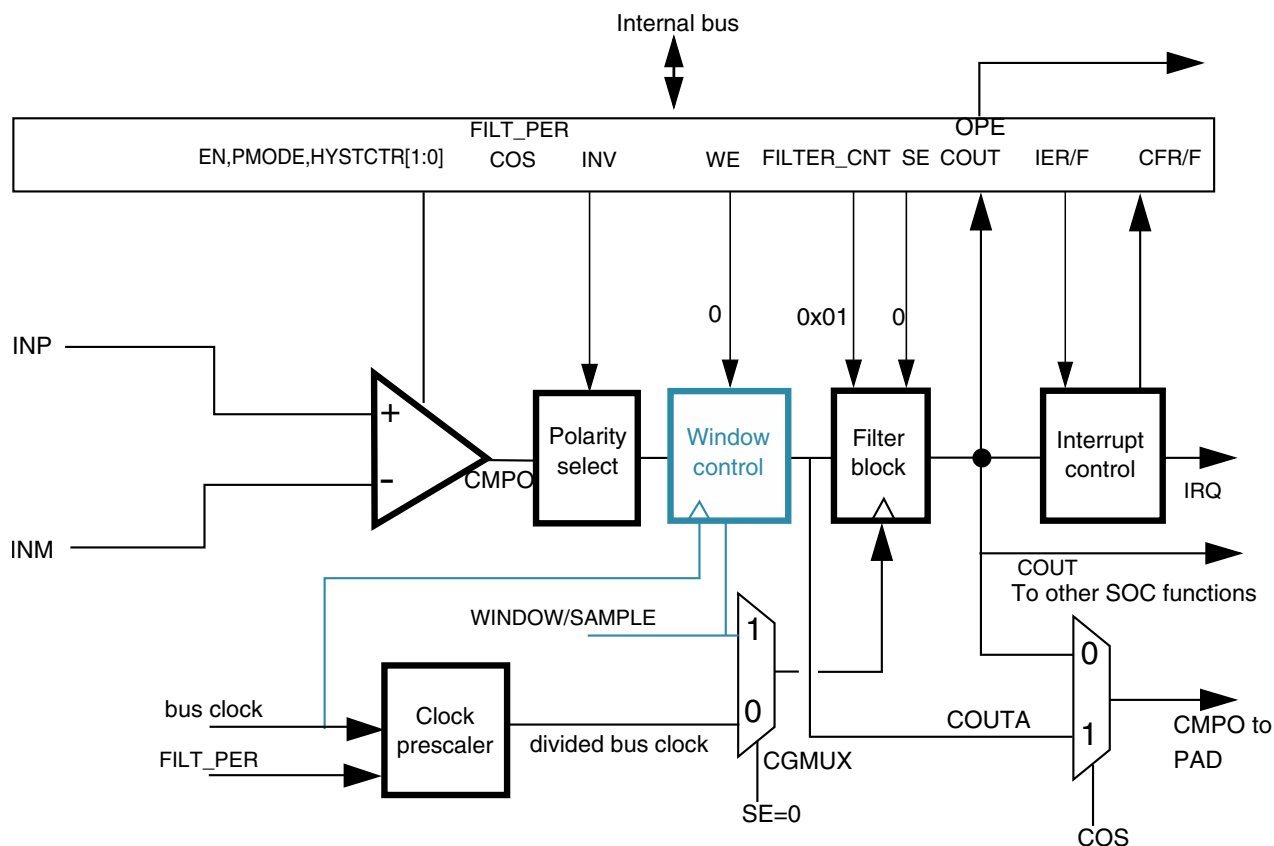 Internal bus
OPE
FILT_PER
EN,PMODE,HYSTCTR[1:0]
COS
INV
WE
FILTER_CNT
SE
COUT
IER/F
CFR/F
0
0x01
0
INP
INM
+
-
CMPO
Polarity
select
Window
control
Filter
block
Interrupt
control
IRQ
COUT
To other SOC functions
WINDOW/SAMPLE
1
0
CGMUX
SE=0
bus clock
FILT_PER
Clock
prescaler
divided bus clock
COUTA
0
1
CMPO to
PAD
COS